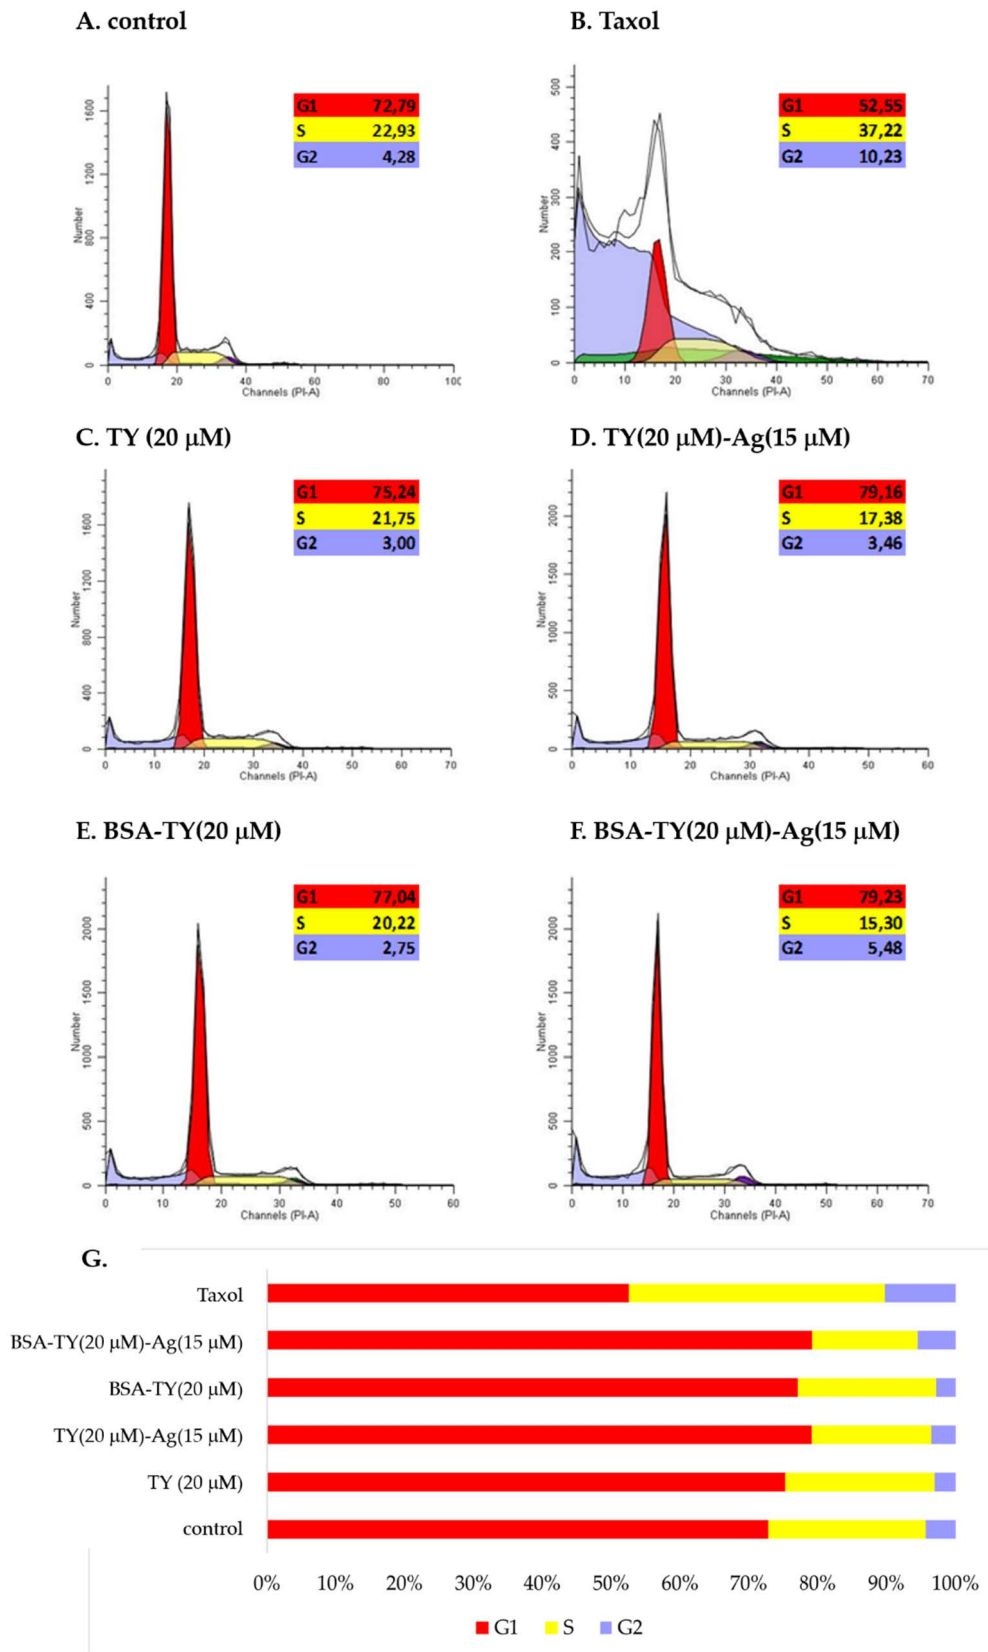 A. control
B. Taxol
G1 72,79
S 22,93
G2 4,28
G1 52,55
S 37,22
G2 10,23
Number
0 400 800 1200 1600
0 20 40 60 80 100
Channels (PI-A)
Number
0 100 200 300 400 500
0 10 20 30 40 50 60 70
Channels (PI-A)
C. TY (20 µM)
D. TY(20 µM)-Ag(15 µM)
G1 75,24
S 21,75
G2 3,00
G1 79,16
S 17,38
G2 3,46
Number
0 400 800 1200 1600
0 10 20 30 40 50 60 70
Channels (PI-A)
Number
0 500 1000 1500 2000
0 10 20 30 40 50 60
Channels (PI-A)
E. BSA-TY(20 µM)
F. BSA-TY(20 µM)-Ag(15 µM)
G1 77,04
S 20,22
G2 2,75
G1 79,23
S 15,30
G2 5,48
Number
0 500 1000 1500 2000
0 10 20 30 40 50 60
Channels (PI-A)
Number
0 500 1000 1500 2000
0 10 20 30 40 50 60 70
Channels (PI-A)
G.
Taxol
BSA-TY(20 µM)-Ag(15 µM)
BSA-TY(20 µM)
TY(20 µM)-Ag(15 µM)
TY (20 µM)
control
0% 10% 20% 30% 40% 50% 60% 70% 80% 90% 100%
G1 S G2